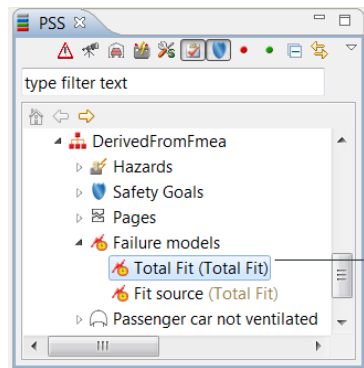 PSS
type filter text
DerivedFromFmea
Hazards
Safety Goals
Pages
Failure models
Total Fit (Total Fit)
Fit source (Total Fit)
Passenger car not ventilated